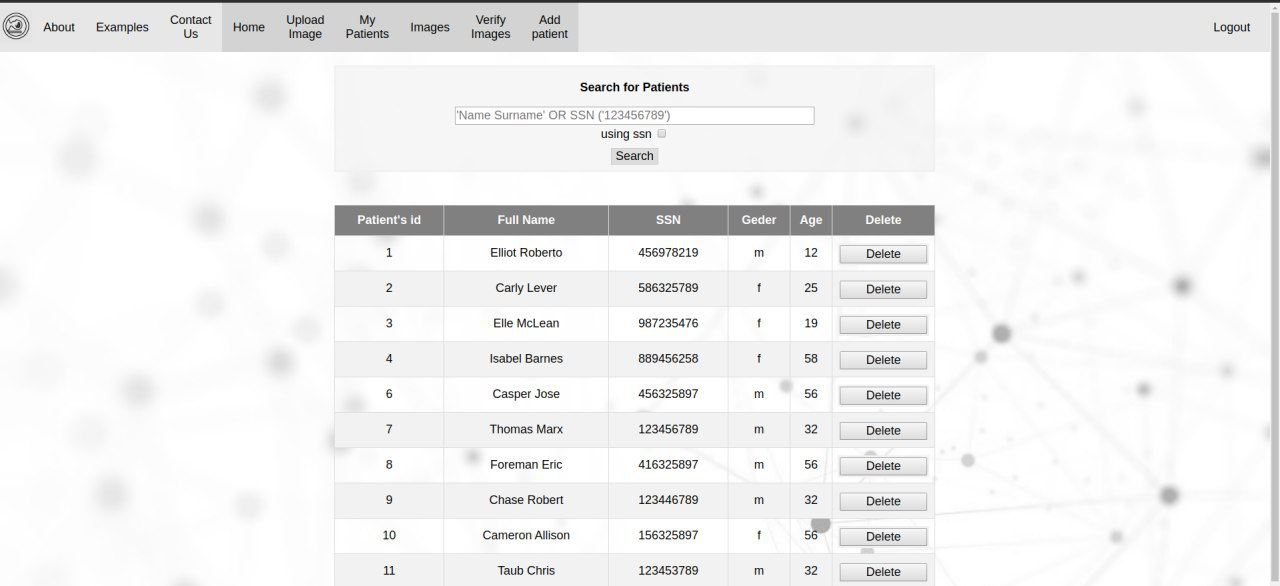 About Examples Contact Us Home Upload Image My Patients Images Verify Images Add patient Logout
Search for Patients
'Name Surname' OR SSN ('123456789')
using ssn
Search
Patient's id Full Name SSN Geder Age Delete
1 Elliot Roberto 456978219 m 12 Delete
2 Carly Lever 586325789 f 25 Delete
3 Elle McLean 987235476 f 19 Delete
4 Isabel Barnes 889456258 f 58 Delete
6 Casper Jose 456325897 m 56 Delete
7 Thomas Marx 123456789 m 32 Delete
8 Foreman Eric 416325897 m 56 Delete
9 Chase Robert 123446789 m 32 Delete
10 Cameron Allison 156325897 f 56 Delete
11 Taub Chris 123453789 m 32 Delete